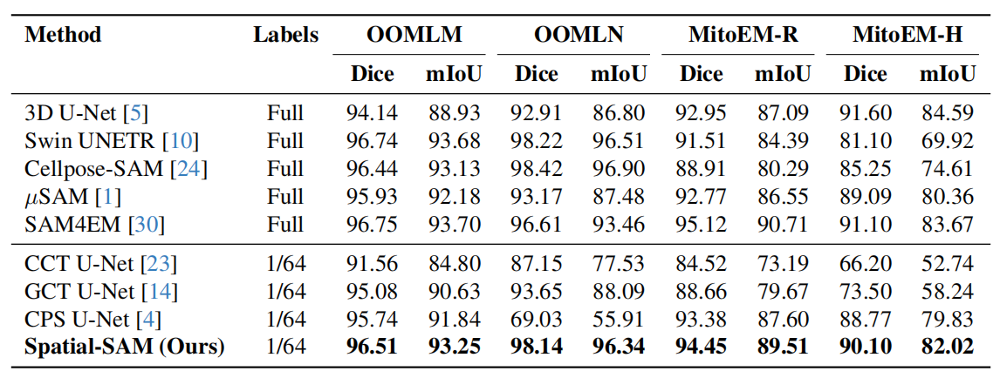 Method Labels OOMLM OOMLN MitoEM-R MitoEM-H
Dice mIoU Dice mIoU Dice mIoU Dice mIoU
3D U-Net [5] Full 94.14 88.93 92.91 86.80 92.95 87.09 91.60 84.59
Swin UNETR [10] Full 96.74 93.68 98.22 96.51 91.51 84.39 81.10 69.92
Cellpose-SAM [24] Full 96.44 93.13 98.42 96.90 88.91 80.29 85.25 74.61
μSAM [1] Full 95.93 92.18 93.17 87.48 92.77 86.55 89.09 80.36
SAM4EM [30] Full 96.75 93.70 96.61 93.46 95.12 90.71 91.10 83.67
CCT U-Net [23] 1/64 91.56 84.80 87.15 77.53 84.52 73.19 66.20 52.74
GCT U-Net [14] 1/64 95.08 90.63 93.65 88.09 88.66 79.67 73.50 58.24
CPS U-Net [4] 1/64 95.74 91.84 69.03 55.91 93.38 87.60 88.77 79.83
Spatial-SAM (Ours) 1/64 96.51 93.25 98.14 96.34 94.45 89.51 90.10 82.02